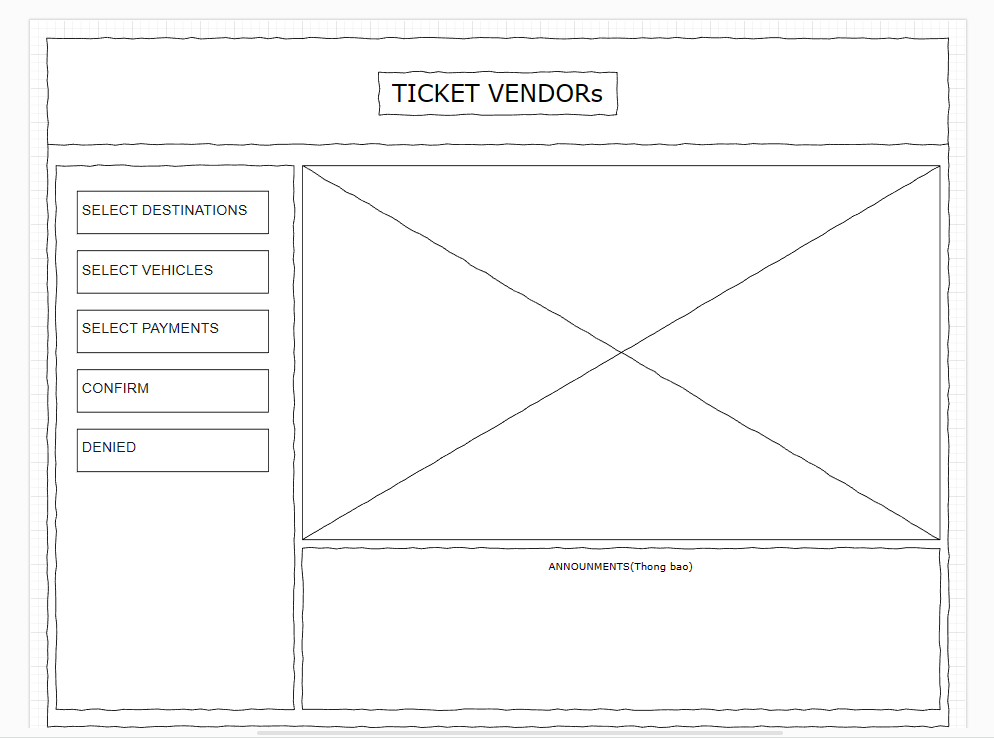 TICKET VENDORs
SELECT DESTINATIONS
SELECT VEHICLES
SELECT PAYMENTS
CONFIRM
DENIED
ANNOUNMENTS(Thong bao)